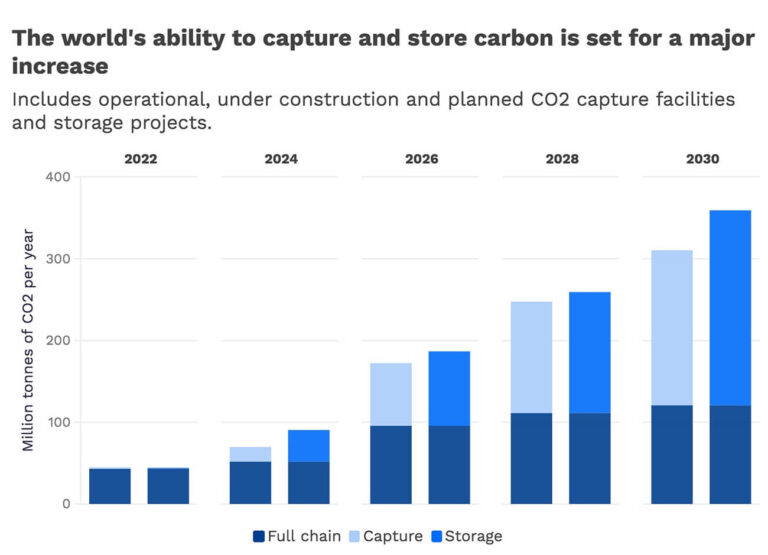 The world's ability to capture and store carbon is set for a major
increase
Includes operational, under construction and planned CO2 capture facilities
and storage projects.
2022 2024 2026 2028 2030
400
300
200
100
0
Million tonnes of CO2 per year
Full chain Capture Storage